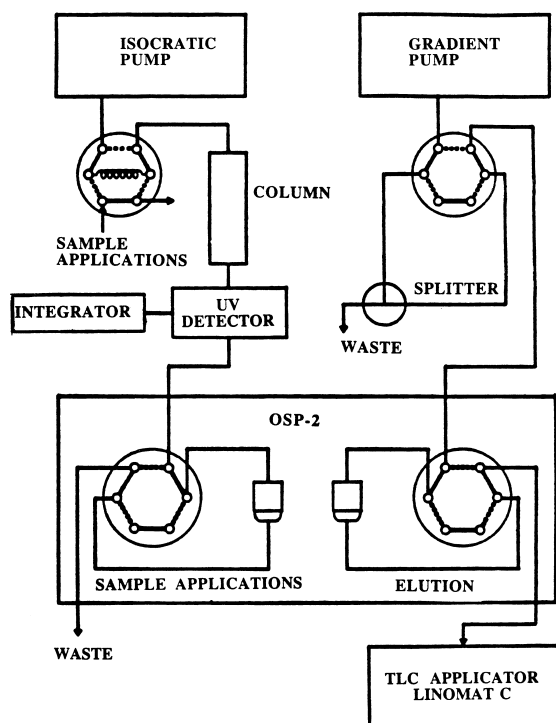 ISOCRATIC
PUMP
GRADIENT
PUMP
COLUMN
SAMPLE
APPLICATIONS
SPLITTER
INTEGRATOR
UV
DETECTOR
WASTE
OSP-2
SAMPLE APPLICATIONS
ELUTION
WASTE
TLC APPLICATOR
LINOMAT C